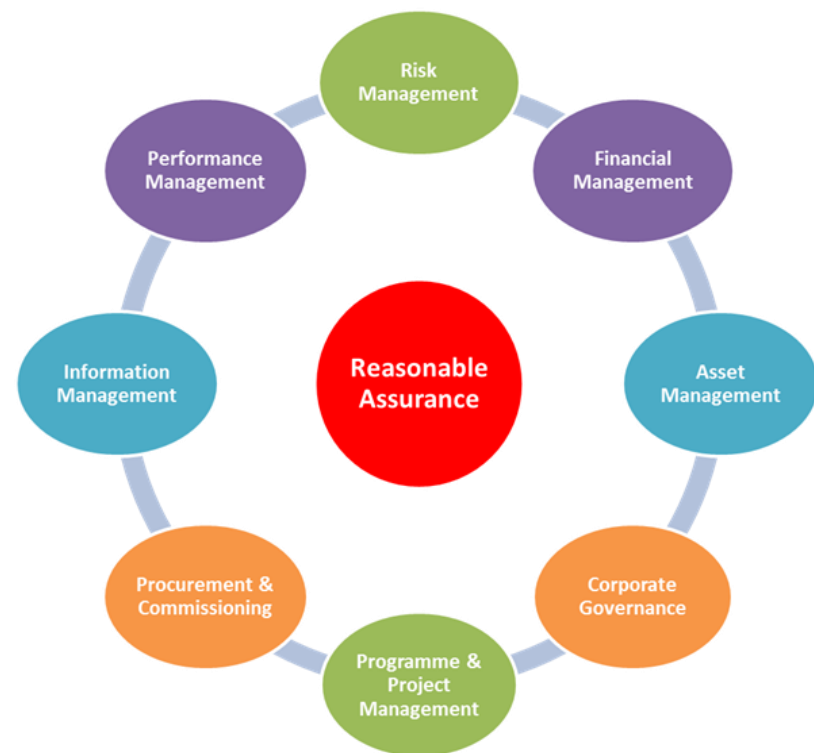 Risk
Management
Performance
Management
Financial
Management
Information
Management
Reasonable
Assurance
Asset
Management
Procurement &
Commissioning
Corporate
Governance
Programme &
Project
Management